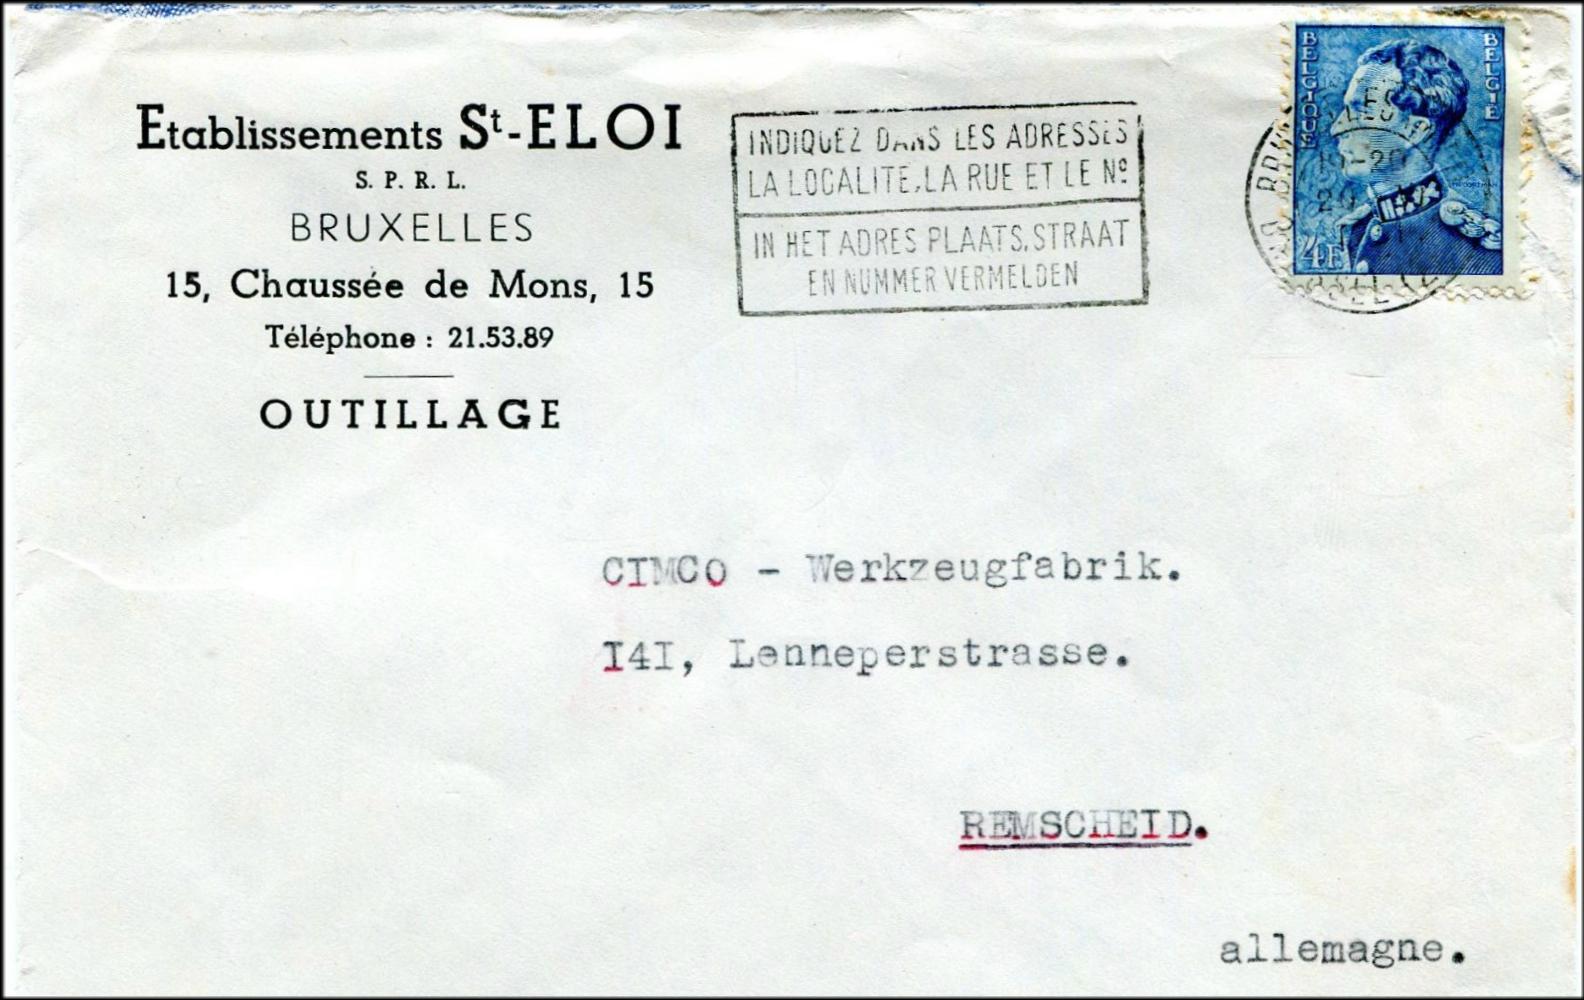 Etablissements St-ELOI
S. P. R. L.
BRUXELLES
15, Chaussée de Mons, 15
Téléphone : 21.53.89
OUTILLAGE
INDIQUEZ DANS LES ADRESSES
LA LOCALITE, LA RUE ET LE Nº
IN HET ADRES PLAATS, STRAAT
EN NUMMER VERMELDEN
BELGIQUE
BELGIË
4F
CIMCO - Werkzeugfabrik.
I4I, Lenneperstrasse.
REMSCHEID.
allemagne.